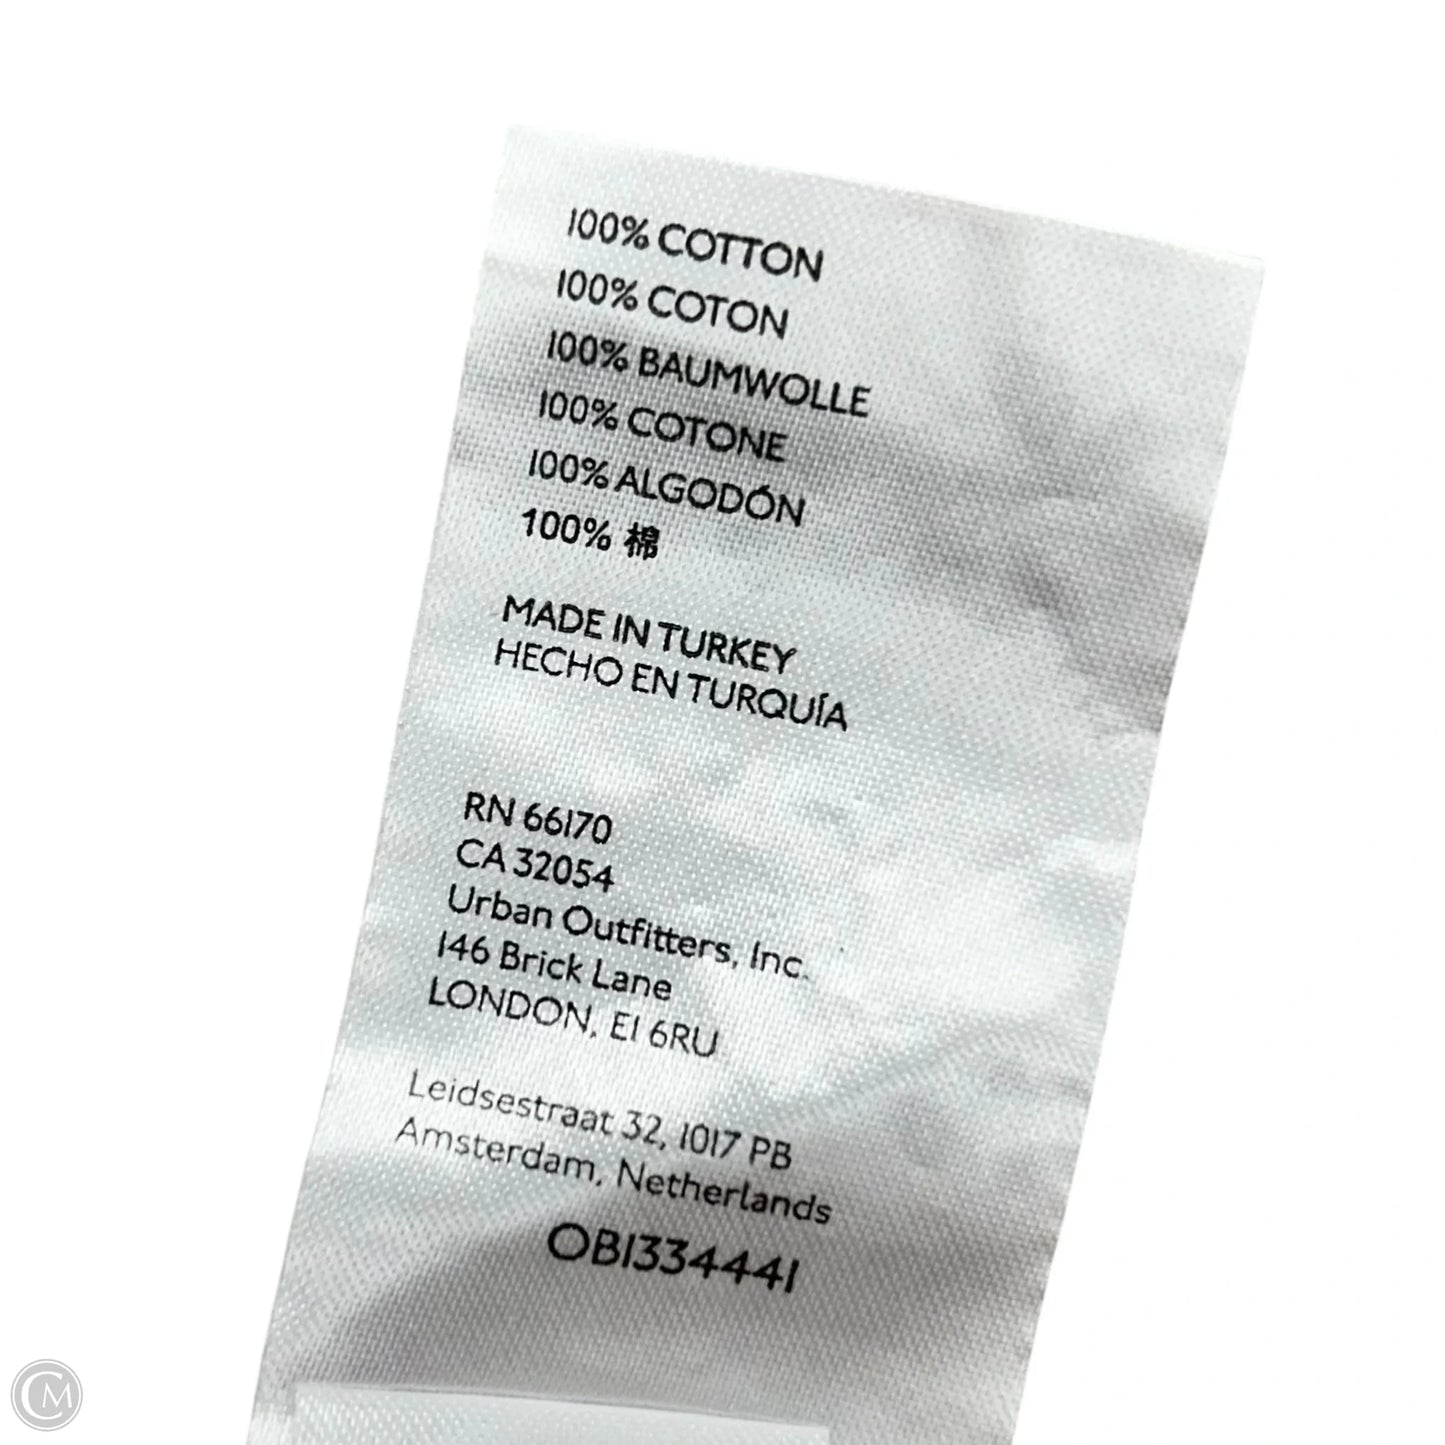 100% COTTON
100% COTON
100% BAUMWOLLE
100% COTONE
100% ALGODÓN
100% 棉
MADE IN TURKEY
HECHO EN TURQUÍA
RN 66170
CA 32054
Urban Outfitters, Inc.
146 Brick Lane
LONDON, E1 6RU
Leidsestraat 32, 1017 PB
Amsterdam, Netherlands
OB1334441
CM